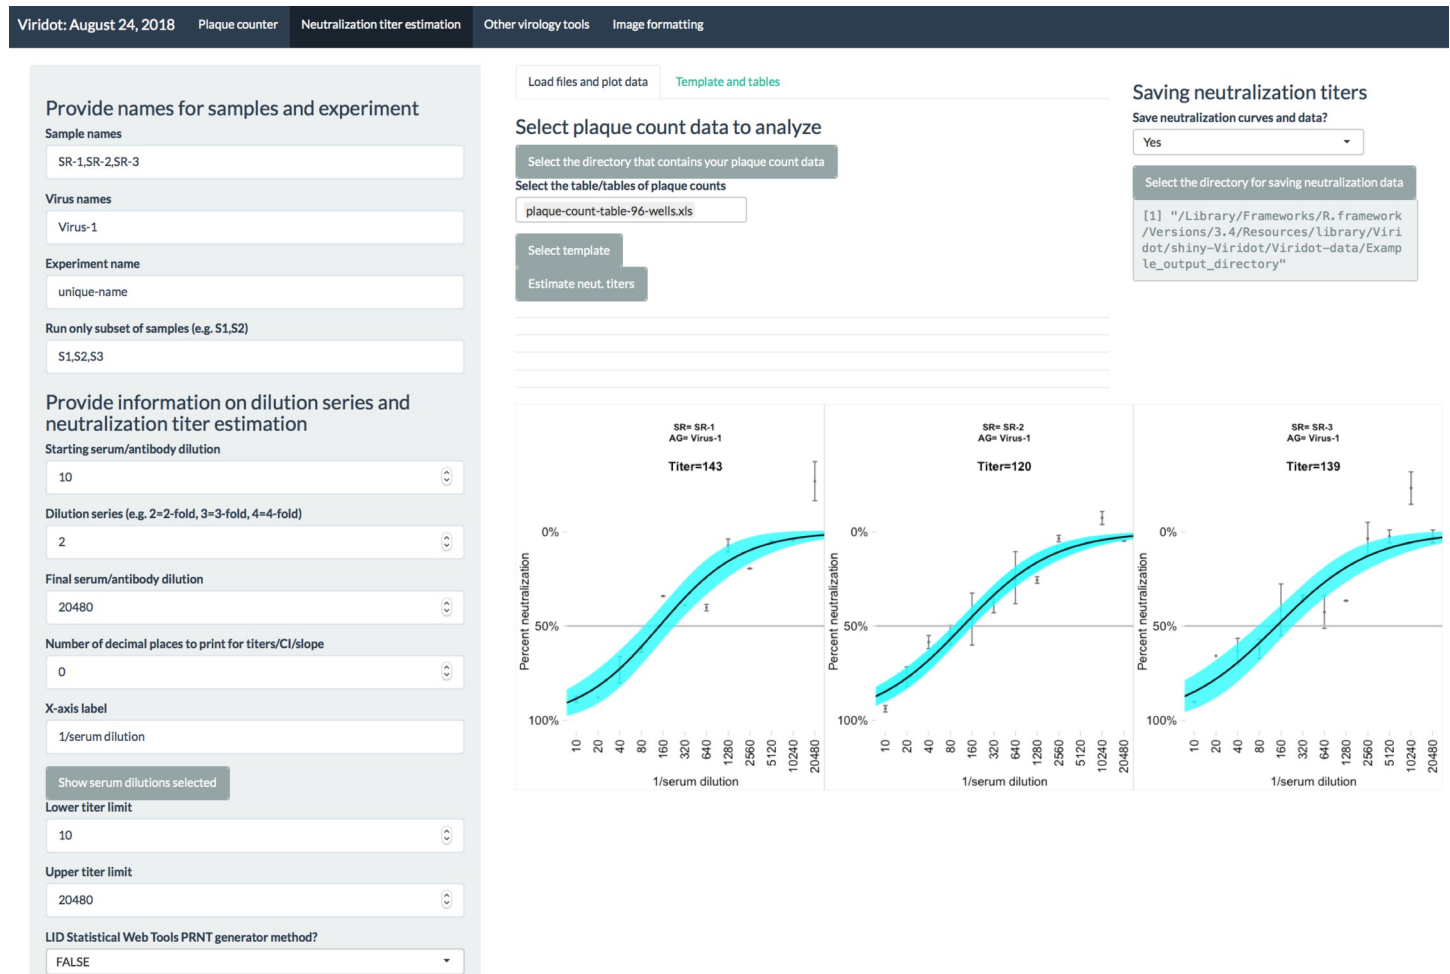 Viridot: August 24, 2018 Plaque counter Neutralization titer estimation Other virology tools Image formatting
Provide names for samples and experiment
Sample names
SR-1,SR-2,SR-3
Virus names
Virus-1
Experiment name
unique-name
Run only subset of samples (e.g. S1,S2)
S1,S2,S3
Provide information on dilution series and
neutralization titer estimation
Starting serum/antibody dilution
10
Dilution series (e.g. 2=2-fold, 3=3-fold, 4=4-fold)
2
Final serum/antibody dilution
20480
Number of decimal places to print for titers/CI/slope
0
X-axis label
1/serum dilution
Show serum dilutions selected
Lower titer limit
10
Upper titer limit
20480
LID Statistical Web Tools PRNT generator method?
FALSE
Load files and plot data Template and tables
Select plaque count data to analyze
Select the directory that contains your plaque count data
Select the table/tables of plaque counts
plaque-count-table-96-wells.xls
Select template
Estimate neut. titers
Saving neutralization titers
Save neutralization curves and data?
Yes
Select the directory for saving neutralization data
[1] "/Library/Frameworks/R.framework
/Versions/3.4/Resources/library/Viri
dot/shiny-Viridot/Viridot-data/Examp
le_output_directory"
SR= SR-1
AG= Virus-1
Titer=143
0%
50%
100%
Percent neutralization
10 20 40 80 160 320 640 1280 2560 5120 10240 20480
1/serum dilution
SR= SR-2
AG= Virus-1
Titer=120
0%
50%
100%
Percent neutralization
10 20 40 80 160 320 640 1280 2560 5120 10240 20480
1/serum dilution
SR= SR-3
AG= Virus-1
Titer=139
0%
50%
100%
Percent neutralization
10 20 40 80 160 320 640 1280 2560 5120 10240 20480
1/serum dilution